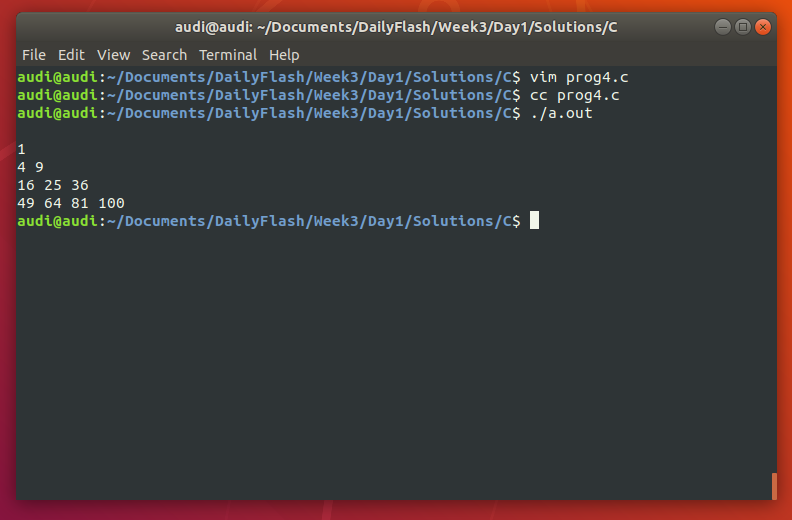 audi@audi: ~/Documents/DailyFlash/Week3/Day1/Solutions/C
File Edit View Search Terminal Help
audi@audi:~/Documents/DailyFlash/Week3/Day1/Solutions/C$ vim prog4.c
audi@audi:~/Documents/DailyFlash/Week3/Day1/Solutions/C$ cc prog4.c
audi@audi:~/Documents/DailyFlash/Week3/Day1/Solutions/C$ ./a.out
1
4 9
16 25 36
49 64 81 100
audi@audi:~/Documents/DailyFlash/Week3/Day1/Solutions/C$